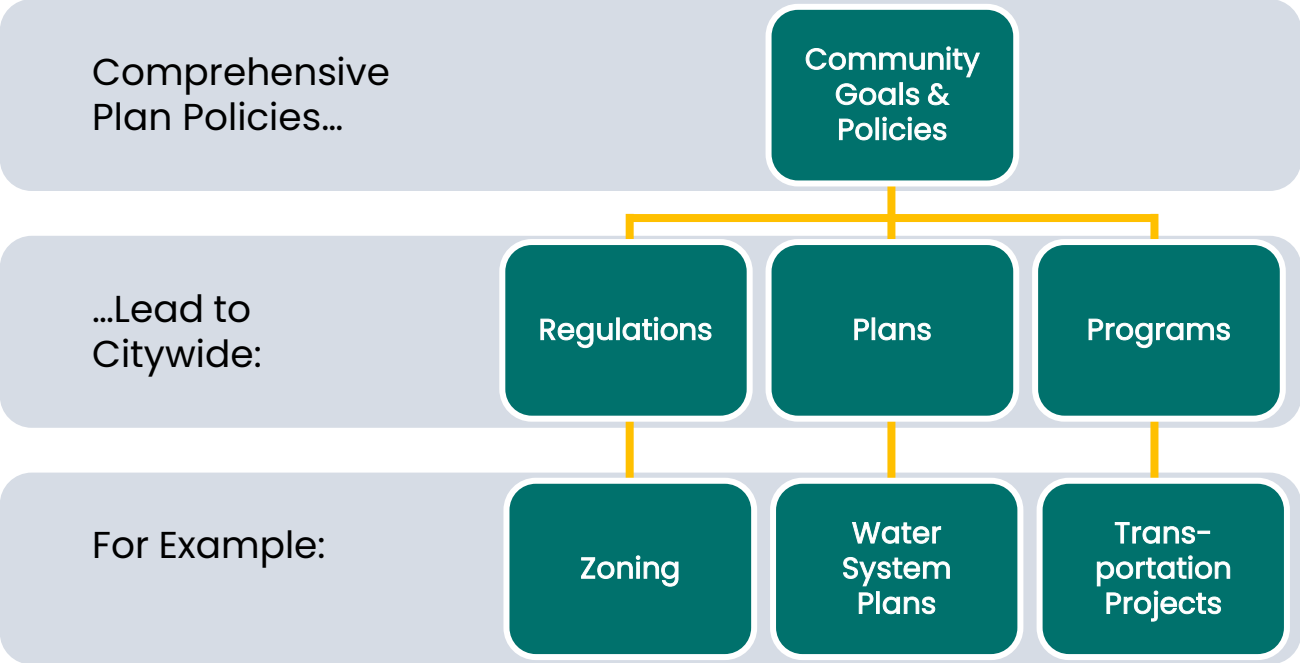 Comprehensive
Plan Policies…
Community
Goals &
Policies
…Lead to
Citywide:
Regulations
Plans
Programs
For Example:
Zoning
Water
System
Plans
Trans-
portation
Projects